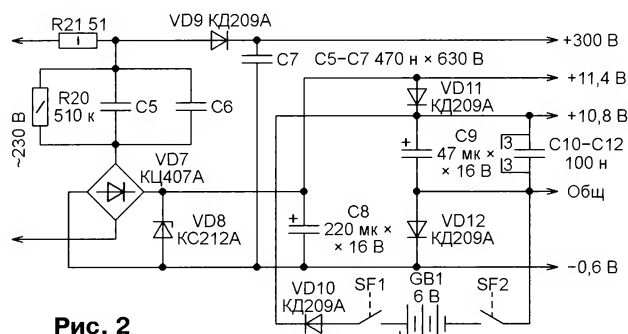 R21 51
VD9 КД209А
+300 В
C7
C5–C7 470 н × 630 В
+11,4 В
R20
510 к
C5
C6
VD11
КД209А
+10,8 В
~230 В
VD7
КЦ407А
C9
47 мк ×
× 16 В
3
3
C10–C12
100 н
Общ
VD8
КС212А
C8
220 мк ×
× 16 В
VD12
КД209А
–0,6 В
VD10
КД209А
SF1
GB1
6 В
SF2
Рис. 2